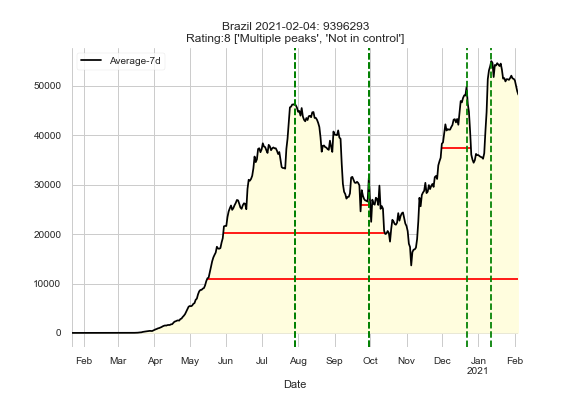 Brazil 2021-02-04: 9396293
Rating:8 ['Multiple peaks', 'Not in control']
Average-7d
50000
40000
30000
20000
10000
0
Feb Mar Apr May Jun Jul Aug Sep Oct Nov Dec Jan Feb
2021
Date